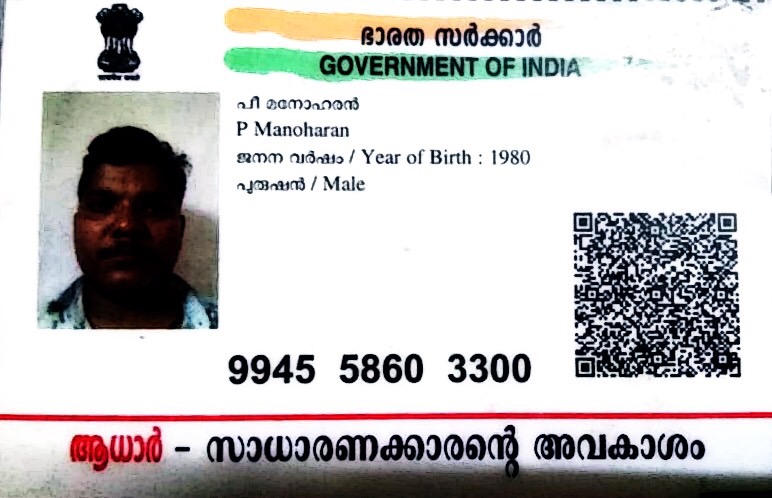 ഭാരത സർക്കാർ
GOVERNMENT OF INDIA
പീ മനോഹരൻ
P Manoharan
ജനന വർഷം / Year of Birth : 1980
പുരുഷൻ / Male
9945 5860 3300
ആധാർ - സാധാരണക്കാരന്റെ അവകാശം